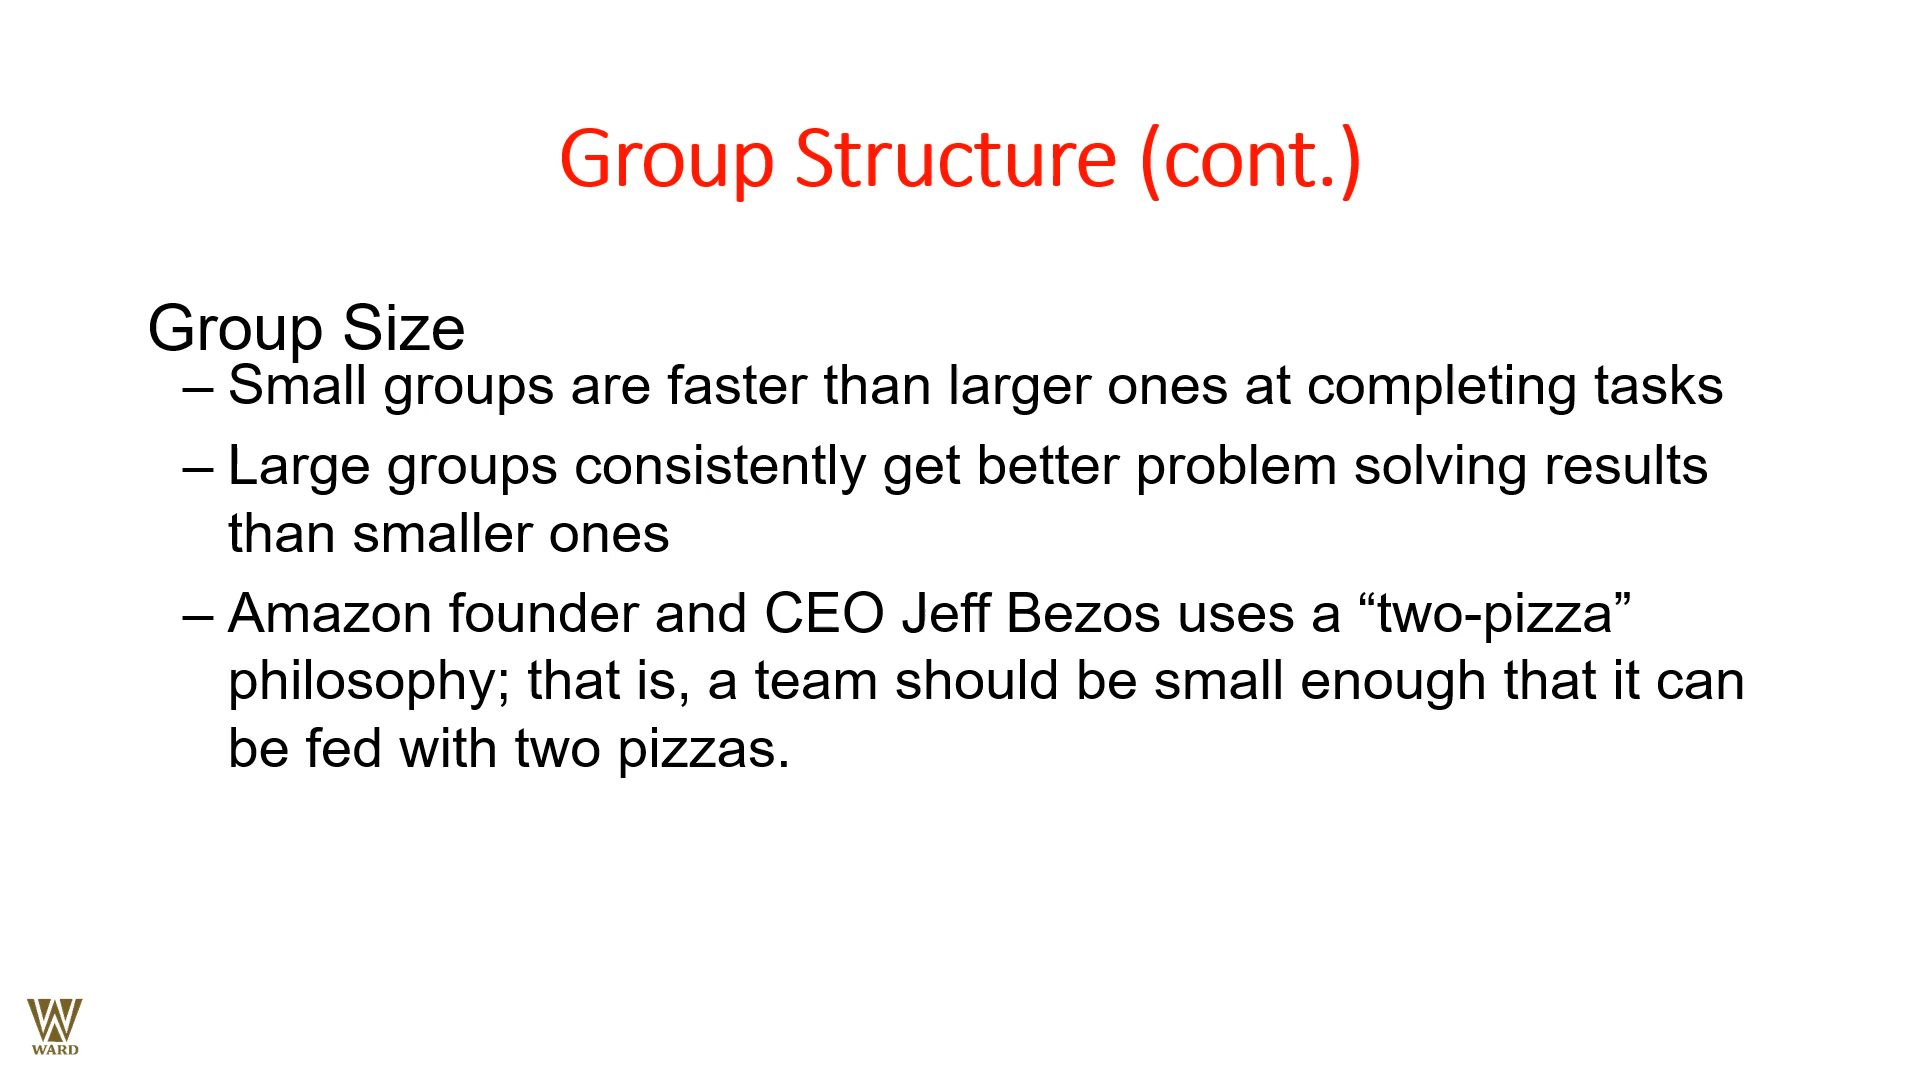 Group Structure (cont.)
Group Size
– Small groups are faster than larger ones at completing tasks
– Large groups consistently get better problem solving results
than smaller ones
– Amazon founder and CEO Jeff Bezos uses a “two-pizza”
philosophy; that is, a team should be small enough that it can
be fed with two pizzas.
WARD